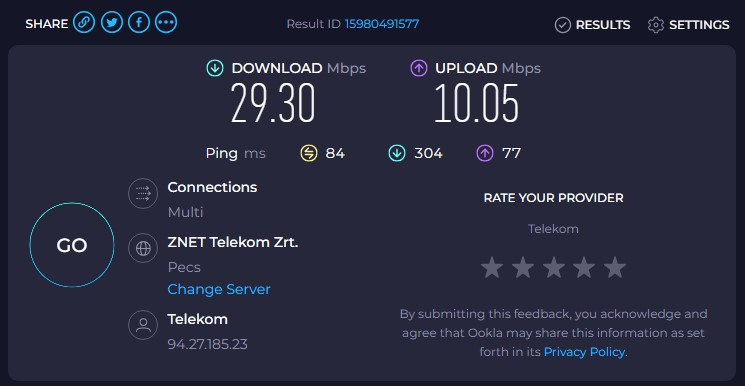 SHARE
Result ID 15980491577
RESULTS
SETTINGS
DOWNLOAD Mbps
29.30
UPLOAD Mbps
10.05
Ping ms 84 304 77
GO
Connections
Multi
ZNET Telekom Zrt.
Pecs
Change Server
Telekom
94.27.185.23
RATE YOUR PROVIDER
Telekom
By submitting this feedback, you acknowledge and
agree that Ookla may share this information as set
forth in its Privacy Policy.